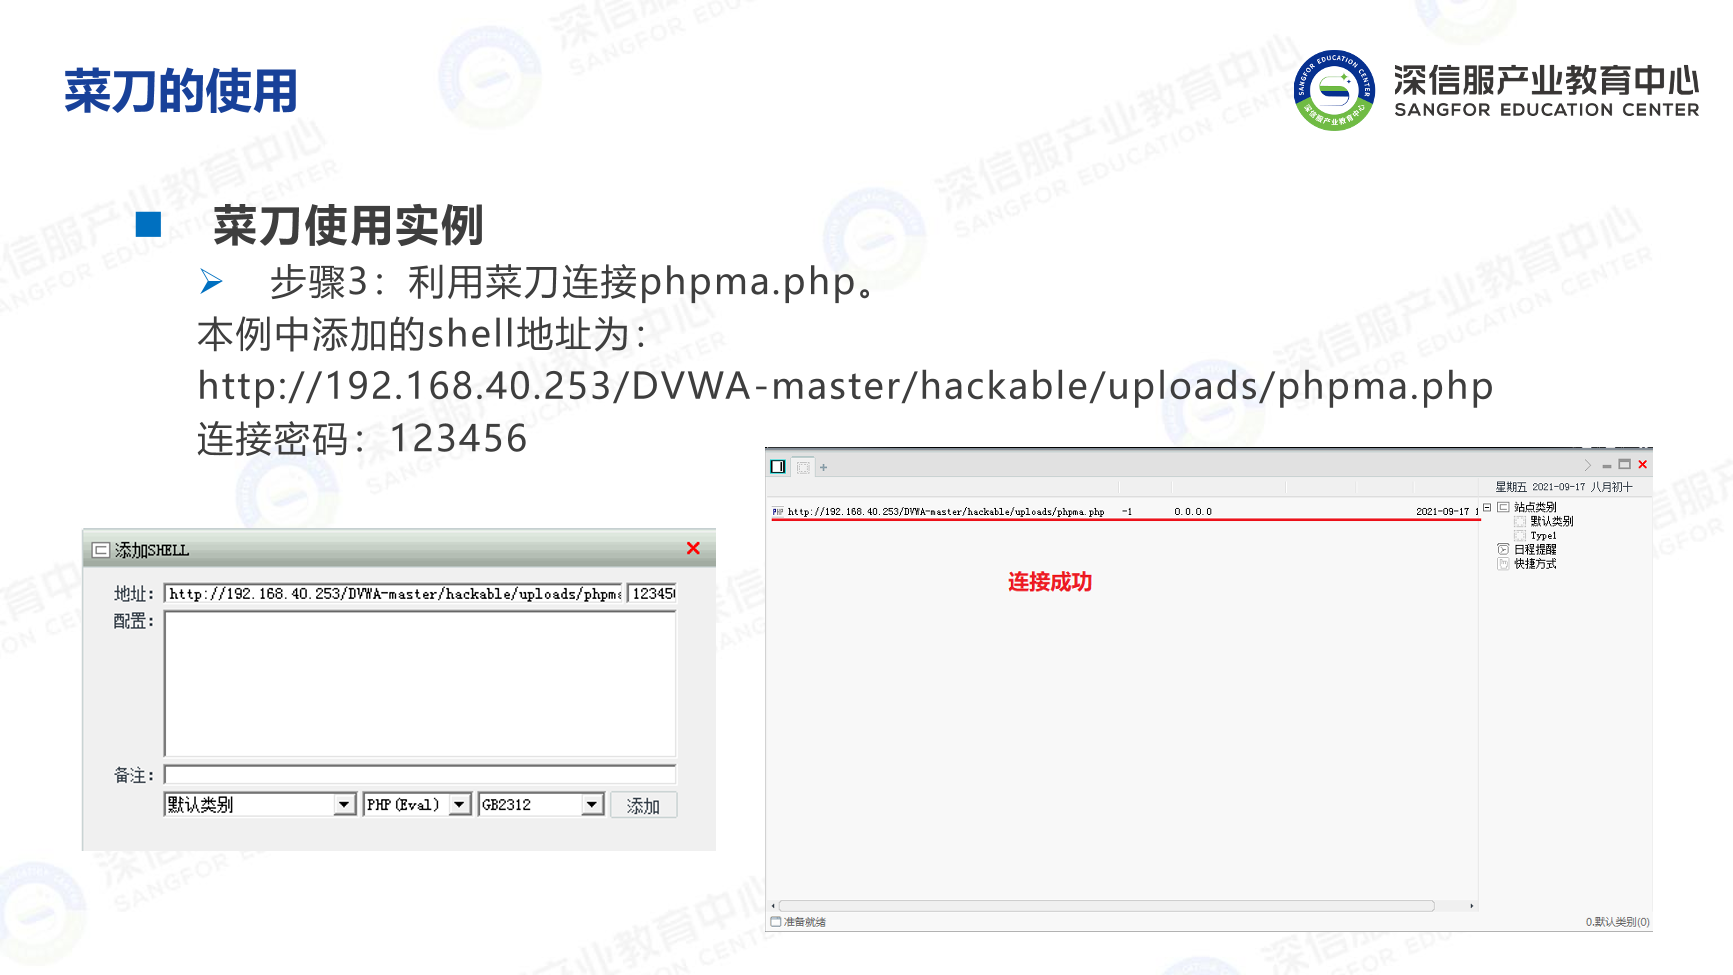 菜刀的使用
深信服产业教育中心
SANGFOR EDUCATION CENTER
菜刀使用实例
步骤3：利用菜刀连接phpma.php。
本例中添加的shell地址为：
http://192.168.40.253/DVWA-master/hackable/uploads/phpma.php
连接密码：123456
添加SHELL
地址：
http://192.168.40.253/DVWA-master/hackable/uploads/phpma
12345
配置：
备注：
默认类别
PHP(Eval)
GB2312
添加
星期五 2021-09-17 八月初十
PHP http://192.168.40.253/DVWA-master/hackable/uploads/phpma.php -1 0.0.0.0 2021-09-17 1
站点类别
默认类别
Type1
日程提醒
快捷方式
连接成功
准备就绪
0.默认类别(0)